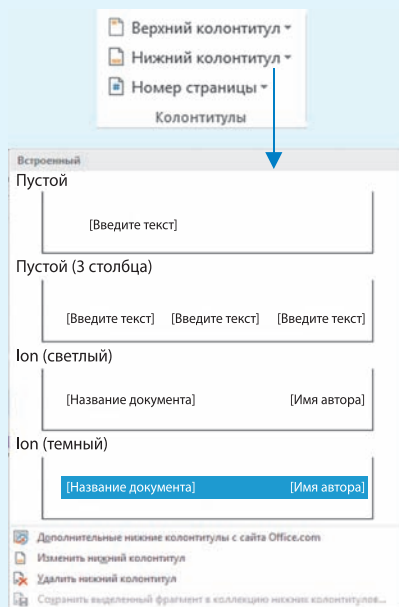 Верхний колонтитул
Нижний колонтитул
Номер страницы
Колонтитулы
Встроенный
Пустой
[Введите текст]
Пустой (3 столбца)
[Введите текст] [Введите текст] [Введите текст]
Ion (светлый)
[Название документа] [Имя автора]
Ion (темный)
[Название документа] [Имя автора]
Дополнительные нижние колонтитулы с сайта Office.com
Изменить нижний колонтитул
Удалить нижний колонтитул
Сохранить выделенный фрагмент в коллекцию нижних колонтитулов...